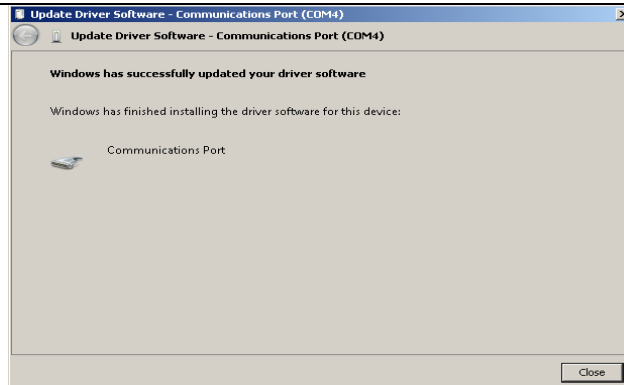 Update Driver Software - Communications Port (COM4)
Update Driver Software - Communications Port (COM4)
Windows has successfully updated your driver software
Windows has finished installing the driver software for this device:
Communications Port
Close